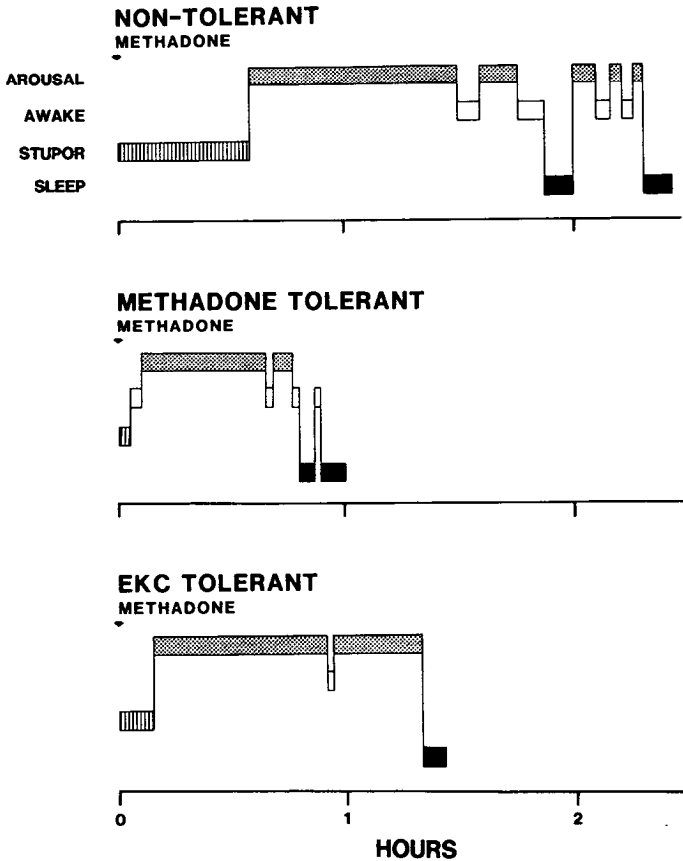 NON-TOLERANT
METHADONE
AROUSAL
AWAKE
STUPOR
SLEEP
METHADONE TOLERANT
METHADONE
EKC TOLERANT
METHADONE
0 1 2
HOURS